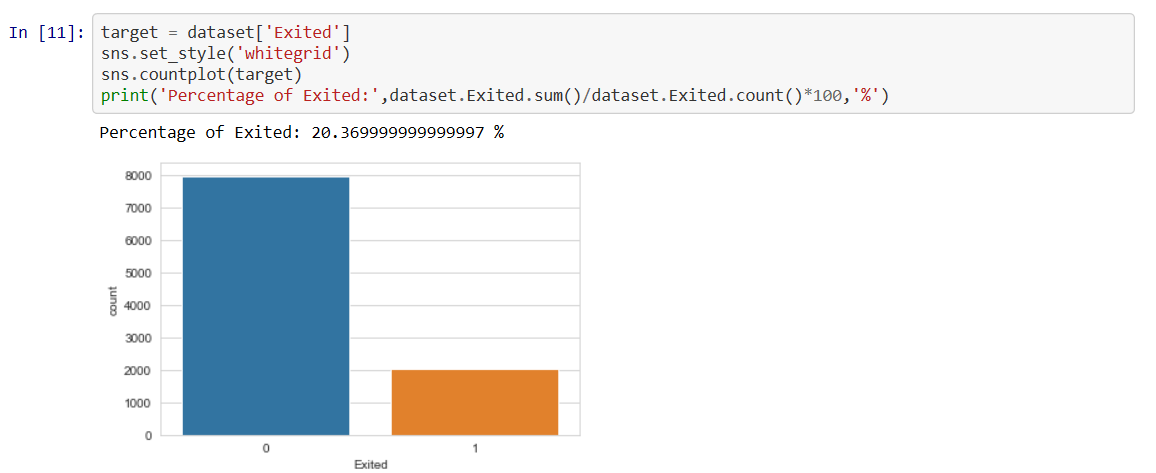 In [11]: target = dataset['Exited']
sns.set_style('whitegrid')
sns.countplot(target)
print('Percentage of Exited:',dataset.Exited.sum()/dataset.Exited.count()*100,'%')
Percentage of Exited: 20.369999999999997 %
8000
7000
6000
5000
4000
3000
2000
1000
0
count
0 1
Exited